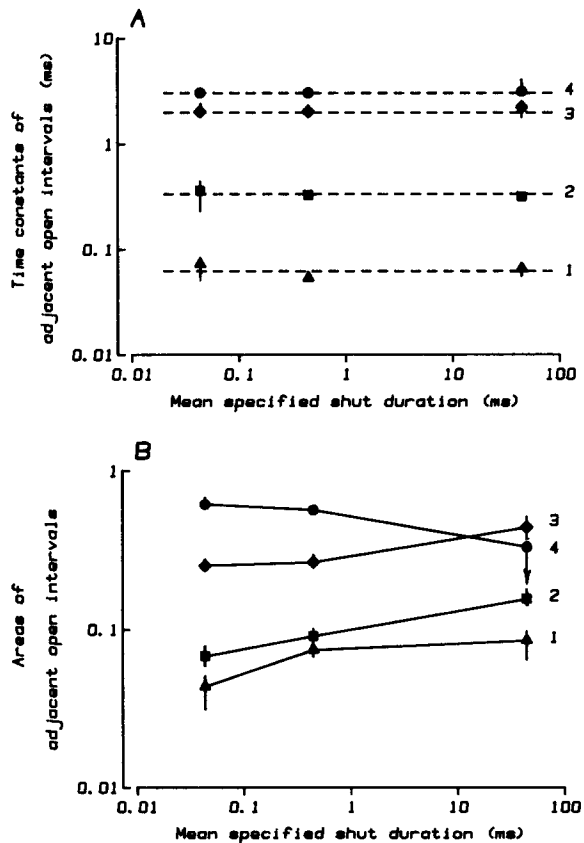 A
Time constants of
adjacent open intervals (ms)
10
1
0.1
0.01
4
3
2
1
0.01 0.1 1 10 100
Mean specified shut duration (ms)
B
Areas of
adjacent open intervals
1
0.1
0.01
3
4
2
1
0.01 0.1 1 10 100
Mean specified shut duration (ms)